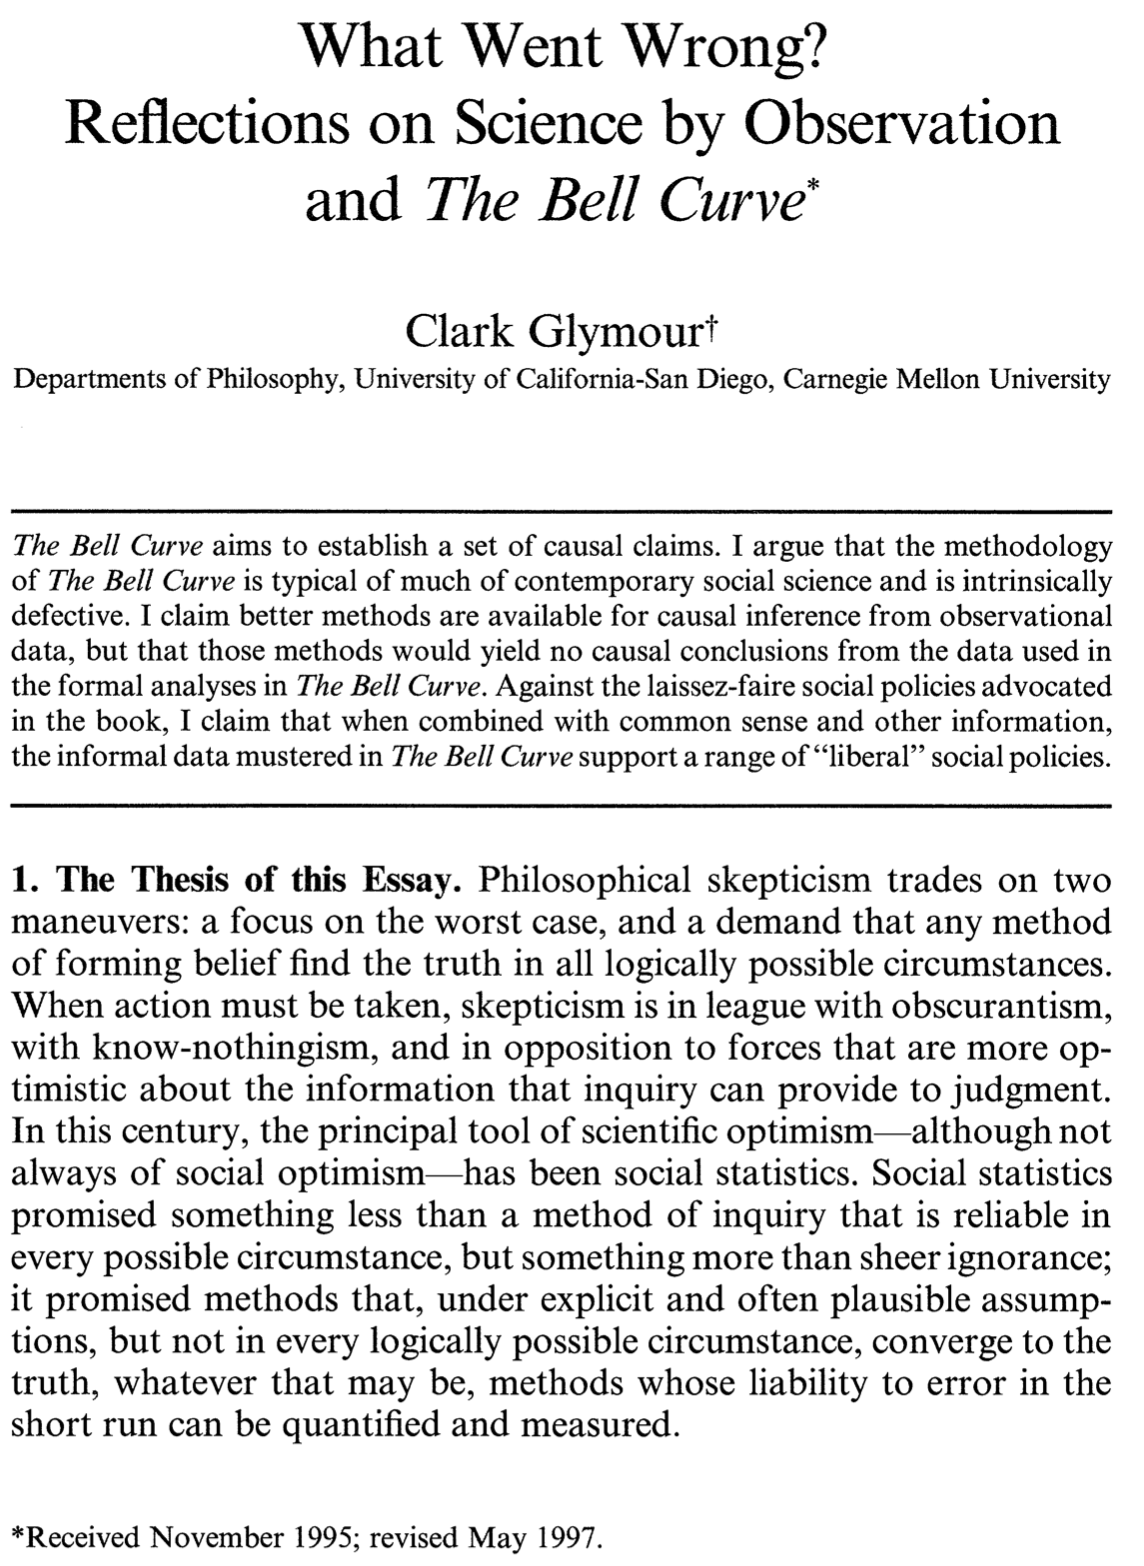 What Went Wrong?
Reflections on Science by Observation
and The Bell Curve*
Clark Glymour†
Departments of Philosophy, University of California-San Diego, Carnegie Mellon University
The Bell Curve aims to establish a set of causal claims. I argue that the methodology
of The Bell Curve is typical of much of contemporary social science and is intrinsically
defective. I claim better methods are available for causal inference from observational
data, but that those methods would yield no causal conclusions from the data used in
the formal analyses in The Bell Curve. Against the laissez-faire social policies advocated
in the book, I claim that when combined with common sense and other information,
the informal data mustered in The Bell Curve support a range of “liberal” social policies.
1. The Thesis of this Essay. Philosophical skepticism trades on two
maneuvers: a focus on the worst case, and a demand that any method
of forming belief find the truth in all logically possible circumstances.
When action must be taken, skepticism is in league with obscurantism,
with know-nothingism, and in opposition to forces that are more op-
timistic about the information that inquiry can provide to judgment.
In this century, the principal tool of scientific optimism—although not
always of social optimism—has been social statistics. Social statistics
promised something less than a method of inquiry that is reliable in
every possible circumstance, but something more than sheer ignorance;
it promised methods that, under explicit and often plausible assump-
tions, but not in every logically possible circumstance, converge to the
truth, whatever that may be, methods whose liability to error in the
short run can be quantified and measured.
*Received November 1995; revised May 1997.